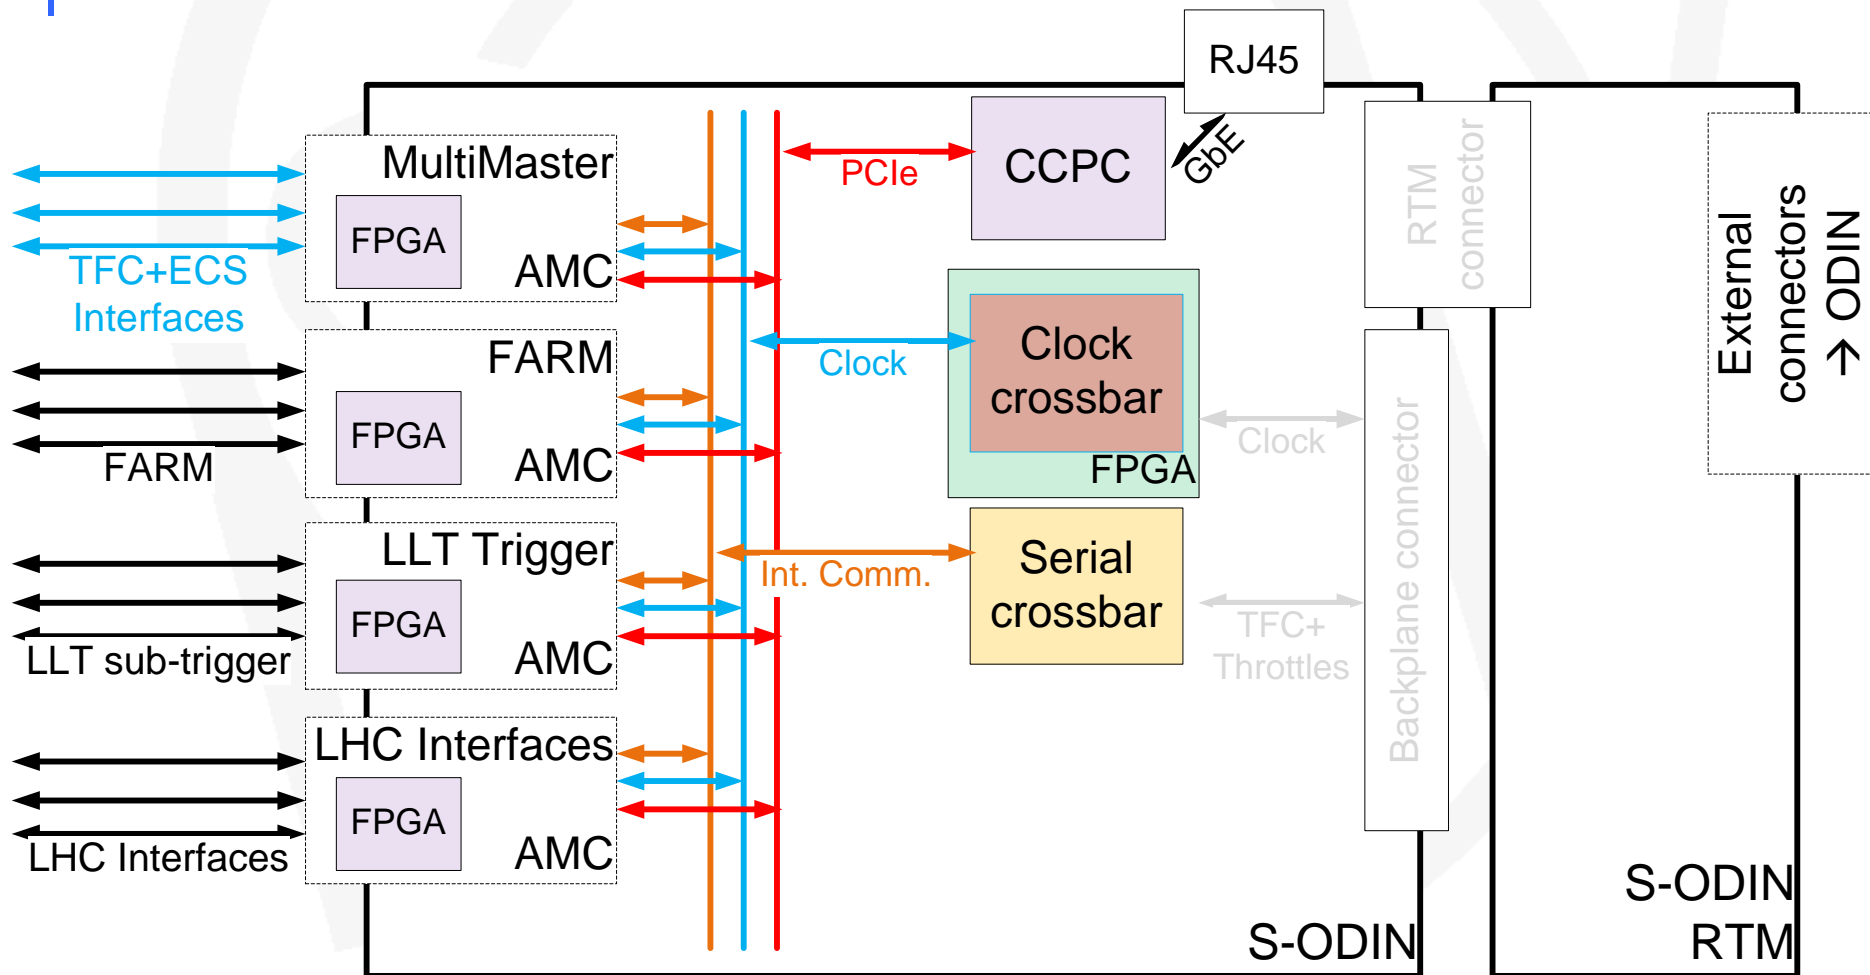 RJ45
MultiMaster
FPGA
AMC
TFC+ECS
Interfaces
PCIe
CCPC
GbE
RTM
connector
External
connectors
→ ODIN
FARM
FPGA
AMC
FARM
Clock
Clock
crossbar
FPGA
Clock
LLT Trigger
FPGA
AMC
LLT sub-trigger
Int. Comm.
Serial
crossbar
TFC+
Throttles
Backplane connector
LHC Interfaces
FPGA
AMC
LHC Interfaces
S-ODIN
S-ODIN
RTM